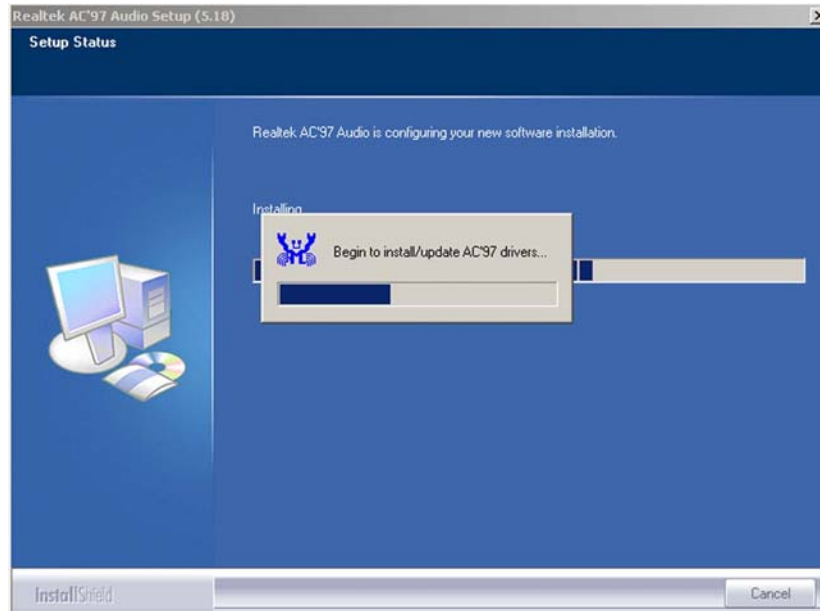 Realtek AC'97 Audio Setup (5.18)
Setup Status
Realtek AC'97 Audio is configuring your new software installation.
Installing
Begin to install/update AC'97 drivers...
InstallShield
Cancel